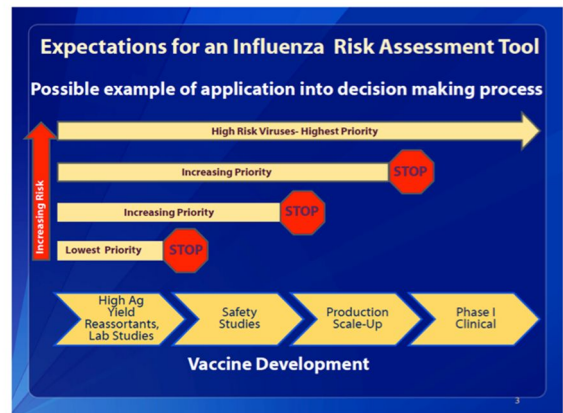 Expectations for an Influenza Risk Assessment Tool
Possible example of application into decision making process
High Risk Viruses- Highest Priority
Increasing Priority
STOP
Increasing Priority
STOP
Lowest Priority
STOP
Increasing Risk
High Ag
Yield
Reassortants,
Lab Studies
Safety
Studies
Production
Scale-Up
Phase I
Clinical
Vaccine Development
3